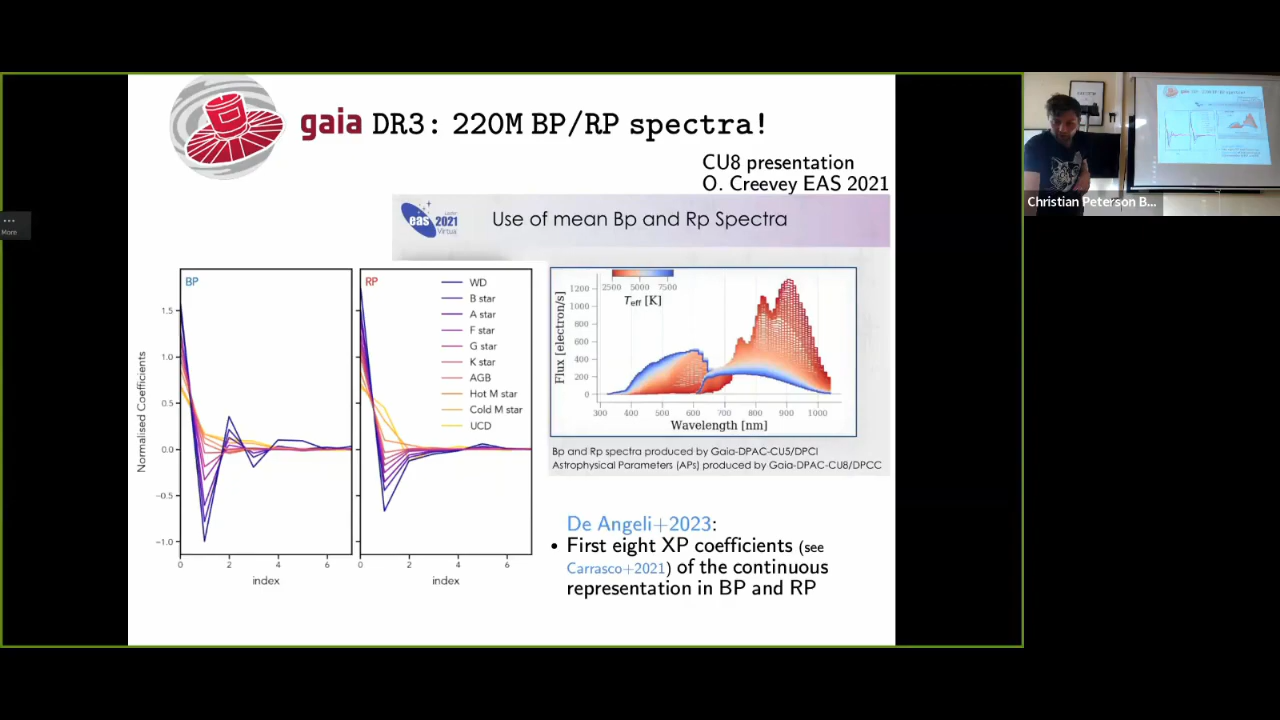 gaia DR3: 220M BP/RP spectra!
CU8 presentation
O. Creevey EAS 2021
eas 2021
Virtual
Use of mean Bp and Rp Spectra
More
Christian Peterson B...
BP
RP
WD
B star
A star
F star
G star
K star
AGB
Hot M star
Cold M star
UCD
Normalised Coefficients
1.5
1.0
0.5
0.0
−0.5
−1.0
0 2 4 6
index
0 2 4 6
index
2500 5000 7500
Teff [K]
Flux [electron/s]
1200
1000
800
600
400
200
0
300 400 500 600 700 800 900 1000
Wavelength [nm]
Bp and Rp spectra produced by Gaia-DPAC-CU5/DPCI
Astrophysical Parameters (APs) produced by Gaia-DPAC-CU8/DPCC
De Angeli+2023:
• First eight XP coefficients (see
Carrasco+2021) of the continuous
representation in BP and RP